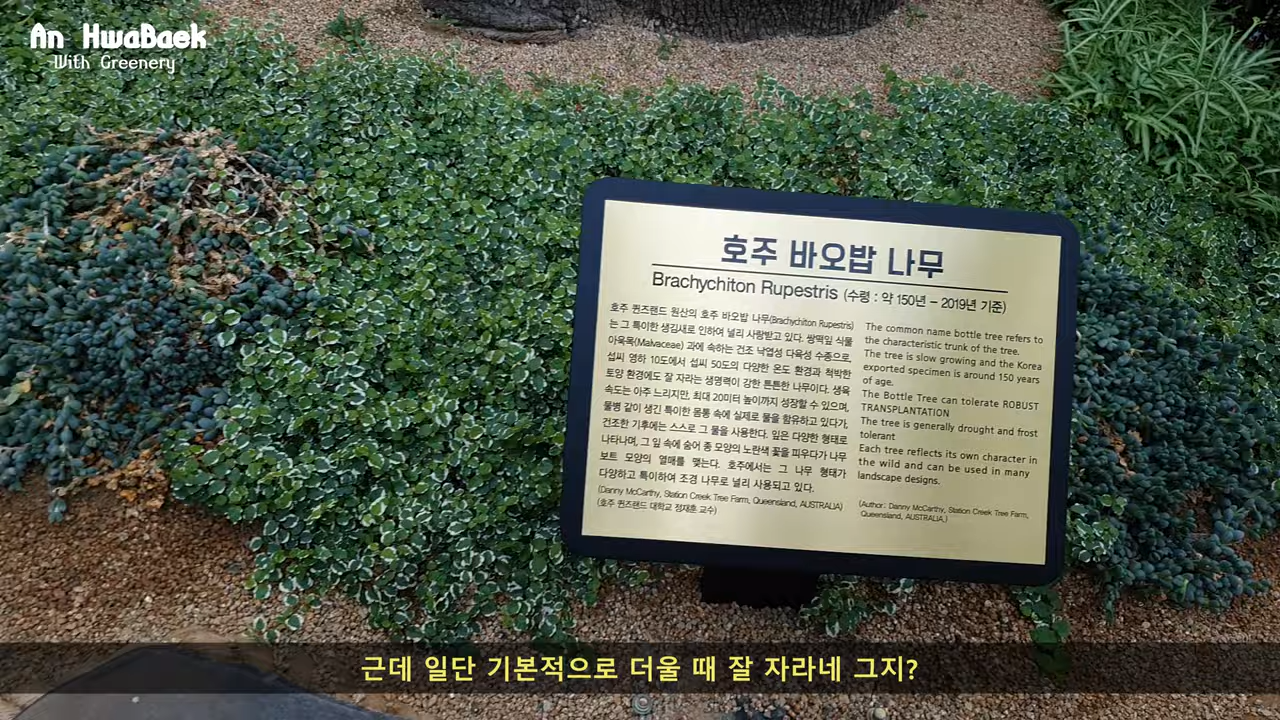 An HwaBaek
With Greenery
호주 바오밥 나무
Brachychiton Rupestris (수령 : 약 150년 – 2019년 기준)
호주 퀸즈랜드 원산의 호주 바오밥 나무(Brachychiton Rupestris)
는 그 특이한 생김새로 인하여 널리 사랑받고 있다. 쌍떡잎 식물
아욱목(Malvaceae) 과에 속하는 건조 낙엽성 다육성 수종으로,
섭씨 영하 10도에서 섭씨 50도의 다양한 온도 환경과 척박한
토양 환경에도 잘 자라는 생명력이 강한 튼튼한 나무이다. 생육
속도는 아주 느리지만, 최대 20미터 높이까지 성장할 수 있으며,
물병 같이 생긴 특이한 몸통 속에 실제로 물을 함유하고 있다가,
건조한 기후에는 스스로 그 물을 사용한다. 잎은 다양한 형태로
나타나며, 그 잎 속에 숨어 종 모양의 노란색 꽃을 피우다가 나무
보트 모양의 열매를 맺는다. 호주에서는 그 나무 형태가
다양하고 특이하여 조경 나무로 널리 사용되고 있다.
(Danny McCarthy, Station Creek Tree Farm, Queensland, AUSTRALIA)
(호주 퀸즈랜드 대학교 정재훈 교수)
The common name bottle tree refers to
the characteristic trunk of the tree.
The tree is slow growing and the Korea
exported specimen is around 150 years
of age.
The Bottle Tree can tolerate ROBUST
TRANSPLANTATION
The tree is generally drought and frost
tolerant
Each tree reflects its own character in
the wild and can be used in many
landscape designs.
(Author: Danny McCarthy, Station Creek Tree Farm,
Queensland, AUSTRALIA,)
근데 일단 기본적으로 더울 때 잘 자라네 그지?